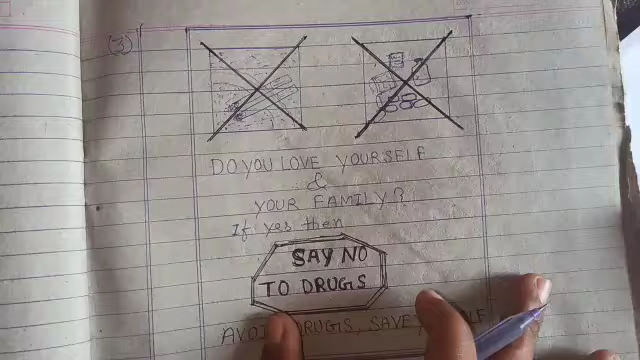 (3)
DO YOU LOVE YOURSELF
&
YOUR FAMILY?
If yes then
SAY NO
TO DRUGS
DRUGS, SAVE